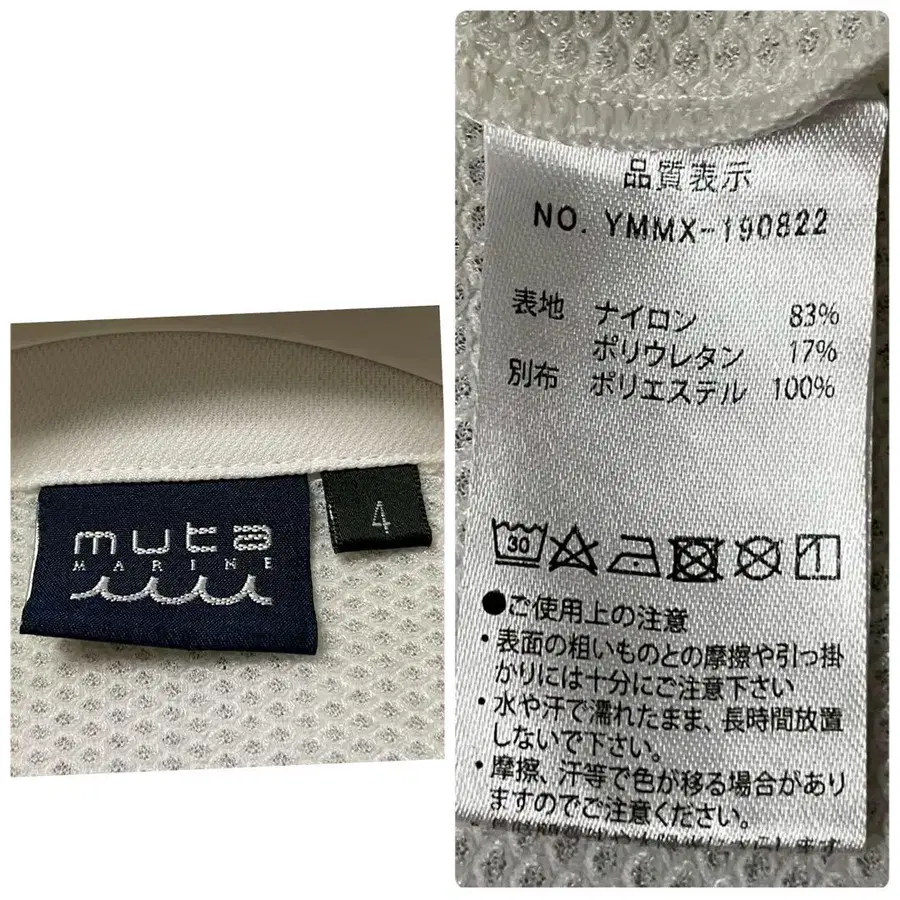 muta
MARINE
4
品質表示
NO. YMMX-190822
表地 ナイロン 83%
ポリウレタン 17%
別布 ポリエステル 100%
30
●ご使用上の注意
・表面の粗いものとの摩擦や引っ掛
かりには十分にご注意下さい
・水や汗で濡れたまま、長時間放置
しないで下さい。
・摩擦、汗等で色が移る場合があり
ますのでご注意ください。